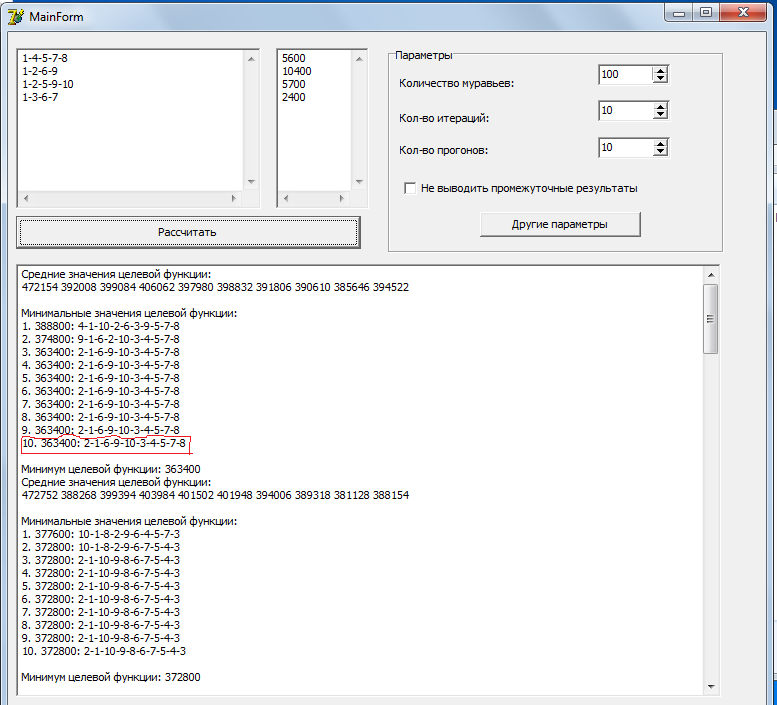 MainForm
1-4-5-7-8
1-2-6-9
1-2-5-9-10
1-3-6-7
5600
10400
5700
2400
Параметры
Количество муравьев:
100
Кол-во итераций:
10
Кол-во прогонов:
10
Не выводить промежуточные результаты
Другие параметры
Рассчитать
Средние значения целевой функции:
472154 392008 399084 406062 397980 398832 391806 390610 385646 394522
Минимальные значения целевой функции:
1. 388800: 4-1-10-2-6-3-9-5-7-8
2. 374800: 9-1-6-2-10-3-4-5-7-8
3. 363400: 2-1-6-9-10-3-4-5-7-8
4. 363400: 2-1-6-9-10-3-4-5-7-8
5. 363400: 2-1-6-9-10-3-4-5-7-8
6. 363400: 2-1-6-9-10-3-4-5-7-8
7. 363400: 2-1-6-9-10-3-4-5-7-8
8. 363400: 2-1-6-9-10-3-4-5-7-8
9. 363400: 2-1-6-9-10-3-4-5-7-8
10. 363400: 2-1-6-9-10-3-4-5-7-8
Минимум целевой функции: 363400
Средние значения целевой функции:
472752 388268 399394 403984 401502 401948 394006 389318 381128 388154
Минимальные значения целевой функции:
1. 377600: 10-1-8-2-9-6-4-5-7-3
2. 372800: 10-1-8-2-9-6-7-5-4-3
3. 372800: 2-1-10-9-8-6-7-5-4-3
4. 372800: 2-1-10-9-8-6-7-5-4-3
5. 372800: 2-1-10-9-8-6-7-5-4-3
6. 372800: 2-1-10-9-8-6-7-5-4-3
7. 372800: 2-1-10-9-8-6-7-5-4-3
8. 372800: 2-1-10-9-8-6-7-5-4-3
9. 372800: 2-1-10-9-8-6-7-5-4-3
10. 372800: 2-1-10-9-8-6-7-5-4-3
Минимум целевой функции: 372800